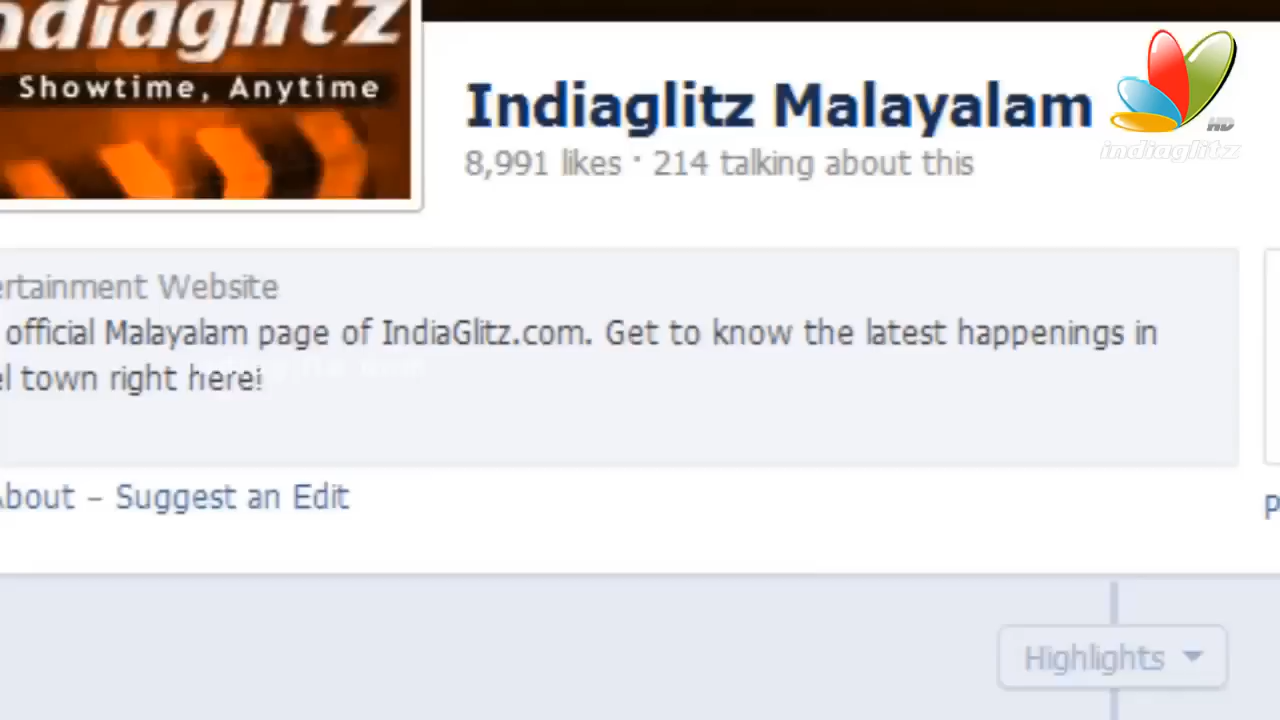 ndiaglitz
Showtime, Anytime
Indiaglitz Malayalam
8,991 likes · 214 talking about this
HD
indiaglitz
ertainment Website
official Malayalam page of IndiaGlitz.com. Get to know the latest happenings in
el town right here!
About – Suggest an Edit
P
Highlights